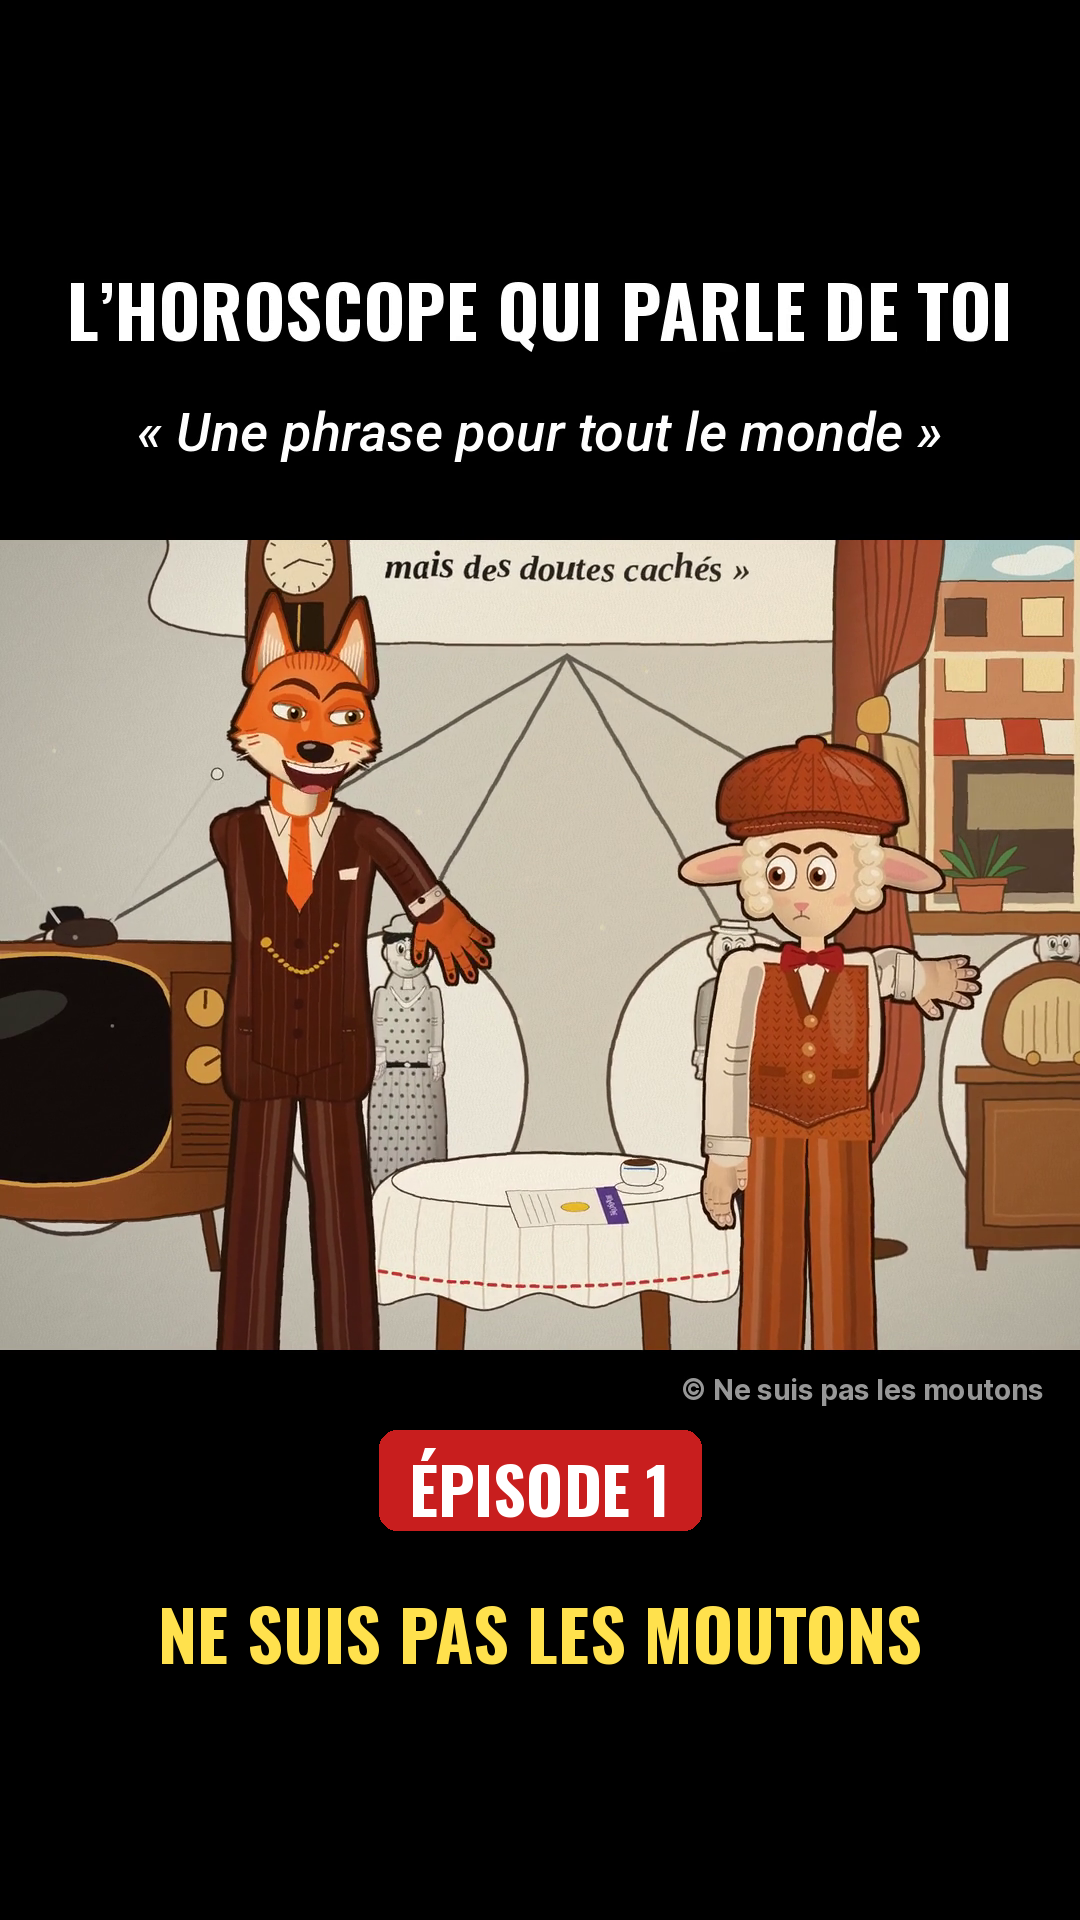 L’HOROSCOPE QUI PARLE DE TOI
« Une phrase pour tout le monde »
mais des doutes cachés »
© Ne suis pas les moutons
ÉPISODE 1
NE SUIS PAS LES MOUTONS